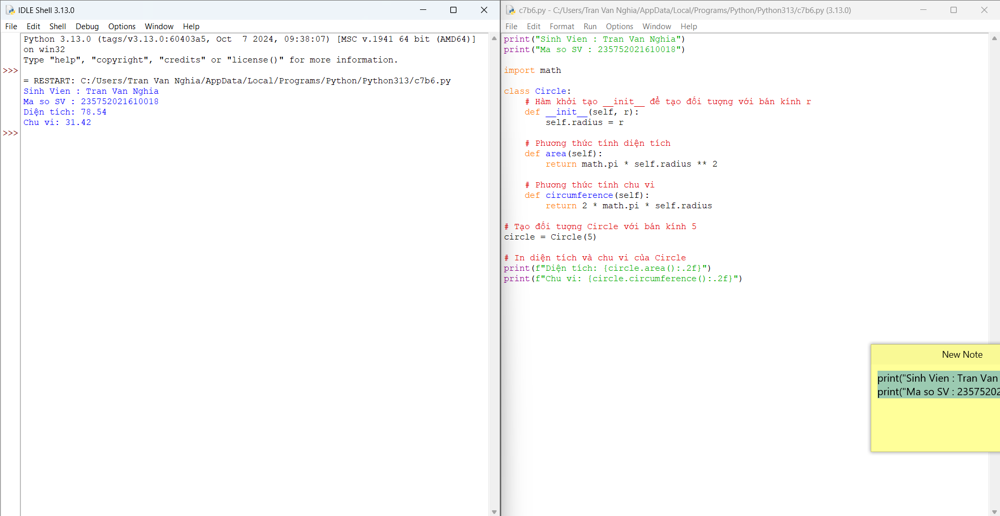 IDLE Shell 3.13.0
File Edit Shell Debug Options Window Help
Python 3.13.0 (tags/v3.13.0:60403a5, Oct  7 2024, 09:38:07) [MSC v.1941 64 bit (AMD64)]
on win32
Type "help", "copyright", "credits" or "license()" for more information.
>>>
= RESTART: C:/Users/Tran Van Nghia/AppData/Local/Programs/Python/Python313/c7b6.py
Sinh Vien : Tran Van Nghia
Ma so SV : 235752021610018
Diện tích: 78.54
Chu vi: 31.42
>>>
c7b6.py - C:/Users/Tran Van Nghia/AppData/Local/Programs/Python/Python313/c7b6.py (3.13.0)
File Edit Format Run Options Window Help
print("Sinh Vien : Tran Van Nghia")
print("Ma so SV : 235752021610018")
import math
class Circle:
    # Hàm khởi tạo __init__ để tạo đối tượng với bán kính r
    def __init__(self, r):
        self.radius = r
    # Phương thức tính diện tích
    def area(self):
        return math.pi * self.radius ** 2
    # Phương thức tính chu vi
    def circumference(self):
        return 2 * math.pi * self.radius
# Tạo đối tượng Circle với bán kính 5
circle = Circle(5)
# In diện tích và chu vi của Circle
print(f"Diện tích: {circle.area():.2f}")
print(f"Chu vi: {circle.circumference():.2f}")
New Note
print("Sinh Vien : Tran Van
print("Ma so SV : 23575202